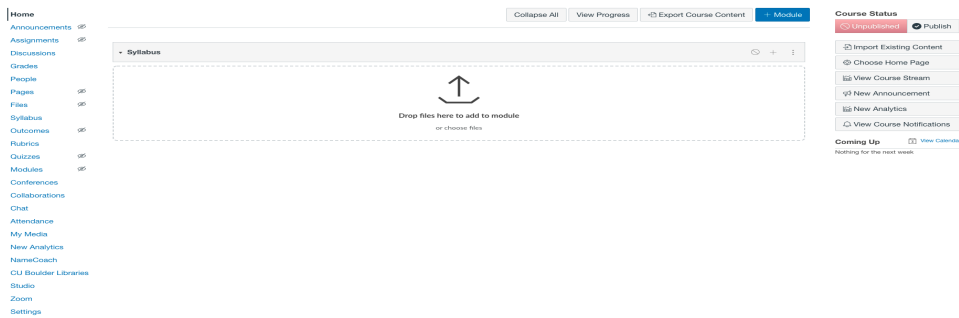 Home
Announcements
Assignments
Discussions
Grades
People
Pages
Files
Syllabus
Outcomes
Rubrics
Quizzes
Modules
Conferences
Collaborations
Chat
Attendance
My Media
New Analytics
NameCoach
CU Boulder Libraries
Studio
Zoom
Settings
Collapse All
View Progress
Export Course Content
+ Module
Syllabus
Drop files here to add to module
or choose files
Course Status
Unpublished
Publish
Import Existing Content
Choose Home Page
View Course Stream
New Announcement
New Analytics
View Course Notifications
Coming Up
View Calenda
Nothing for the next week